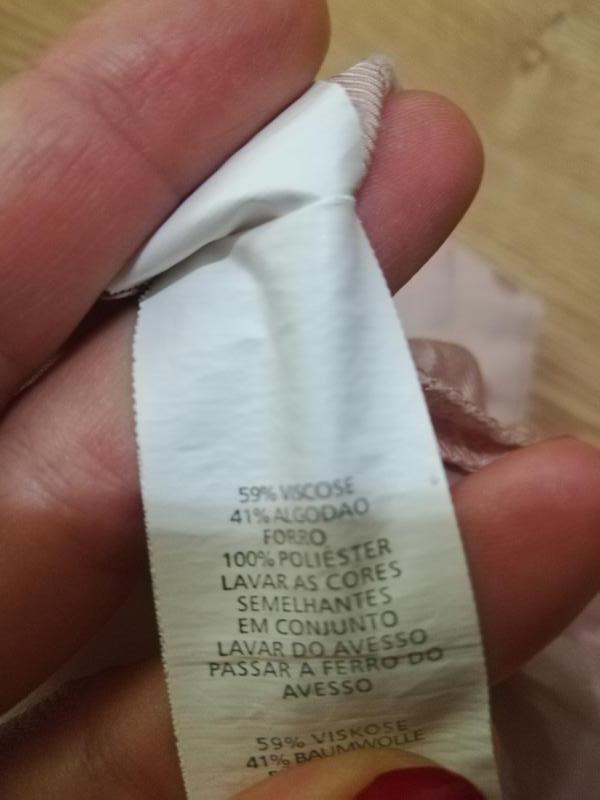 59% VISCOSE
41% ALGODAO
FORRO
100% POLIÉSTER
LAVAR AS CORES
SEMELHANTES
EM CONJUNTO
LAVAR DO AVESSO
PASSAR A FERRO DO
AVESSO
59% VISKOSE
41% BAUMWOLLE